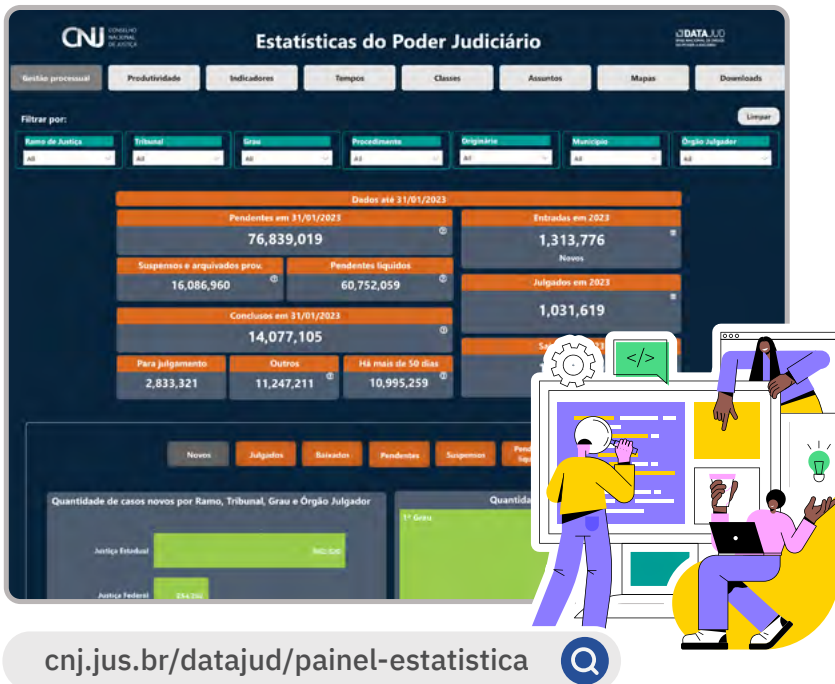 CNJ CONSELHO NACIONAL DE JUSTIÇA
Estatísticas do Poder Judiciário
DATAJUD
Gestão processual Produtividade Indicadores Tempos Classes Assuntos Mapas Downloads
Filtrar por:
Limpar
Ramo de Justiça Tribunal Grau Procedimento Originário Município Órgão Julgador
All All All All All All All
Dados até 31/01/2023
Pendentes em 31/01/2023
76,839,019
Entradas em 2023
1,313,776
Novos
Suspensos e arquivados prov. Pendentes líquidos
16,086,960 60,752,059
Julgados em 2023
1,031,619
Conclusos em 31/01/2023
14,077,105
Para julgamento Outros Há mais de 50 dias
2,833,321 11,247,211 10,995,259
</>
Novos Julgados Baixados Pendentes Suspensos
Quantidade de casos novos por Ramo, Tribunal, Grau e Órgão Julgador
1º Grau
Justiça Estadual
Justiça Federal
cnj.jus.br/datajud/painel-estatistica